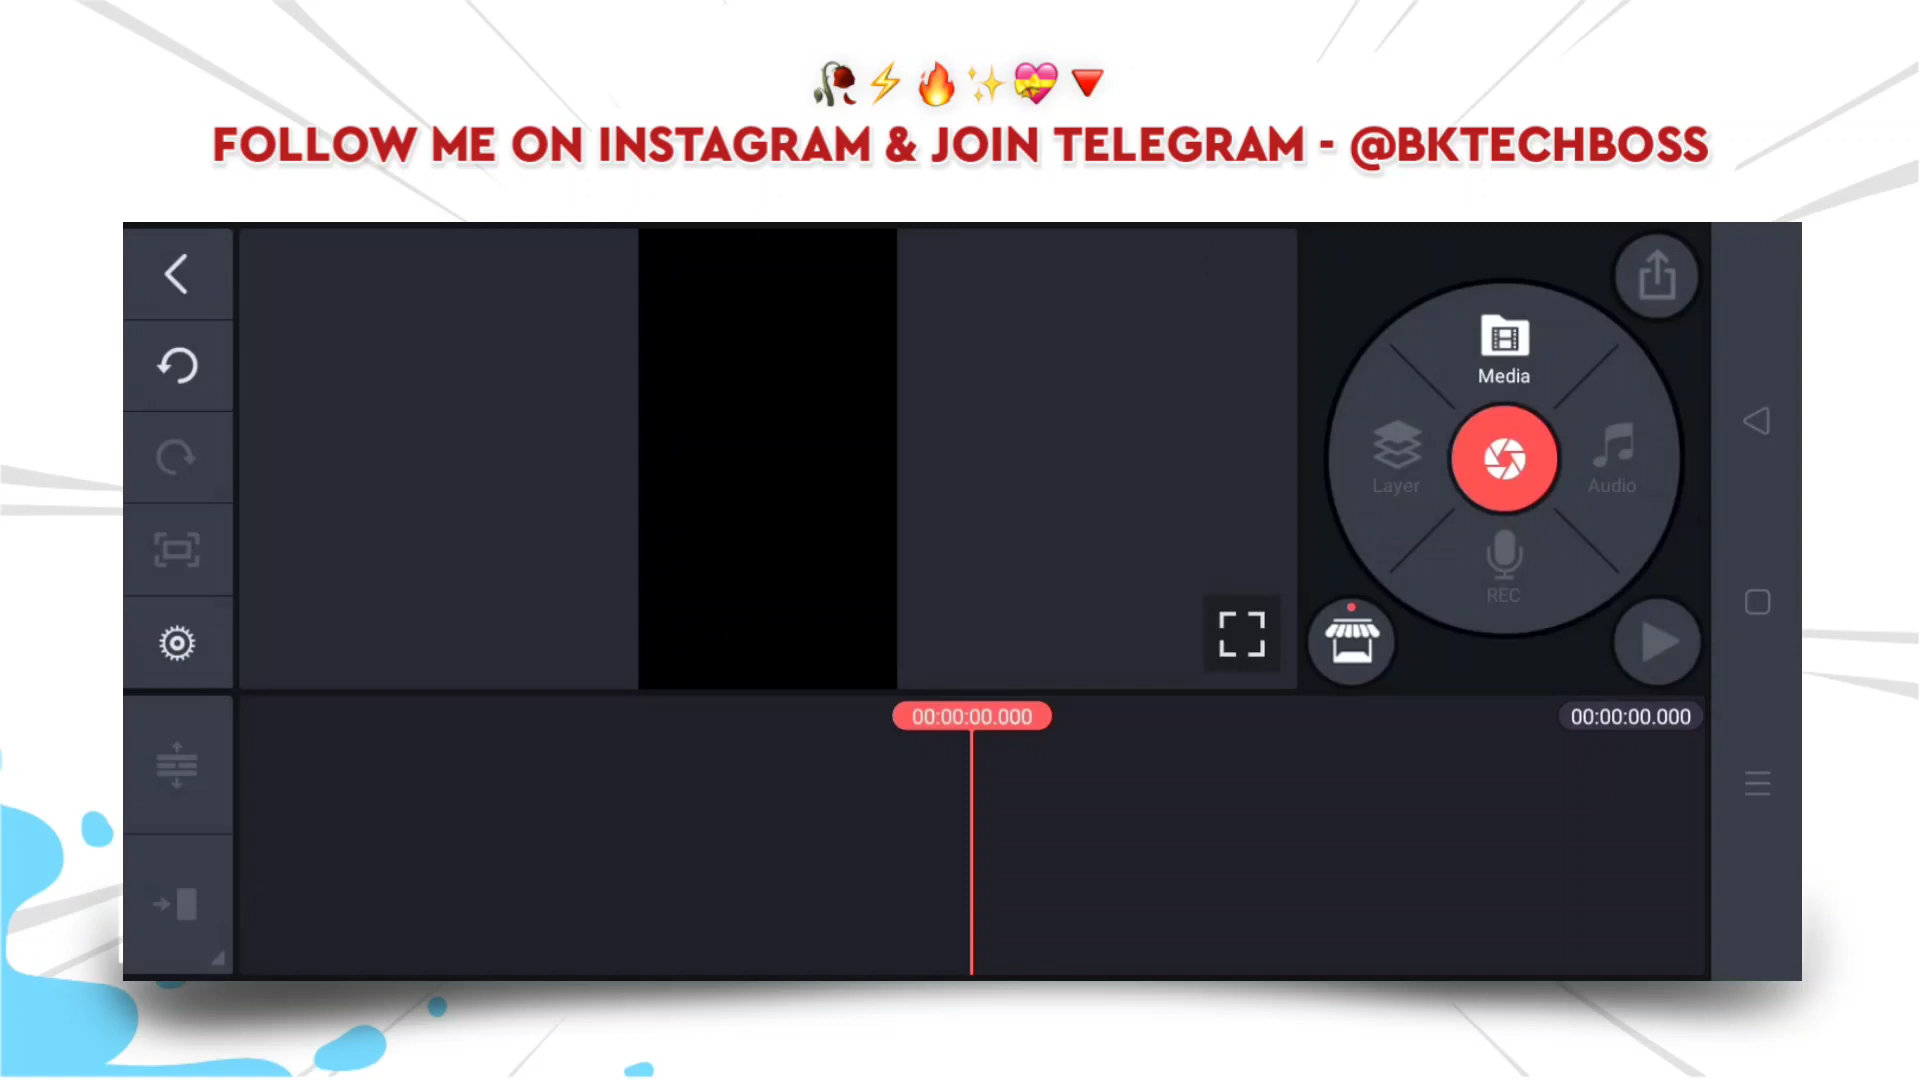 🥀⚡🔥✨💝🔻
FOLLOW ME ON INSTAGRAM & JOIN TELEGRAM - @BKTECHBOSS
Media
Layer
Audio
REC
00:00:00.000
00:00:00.000